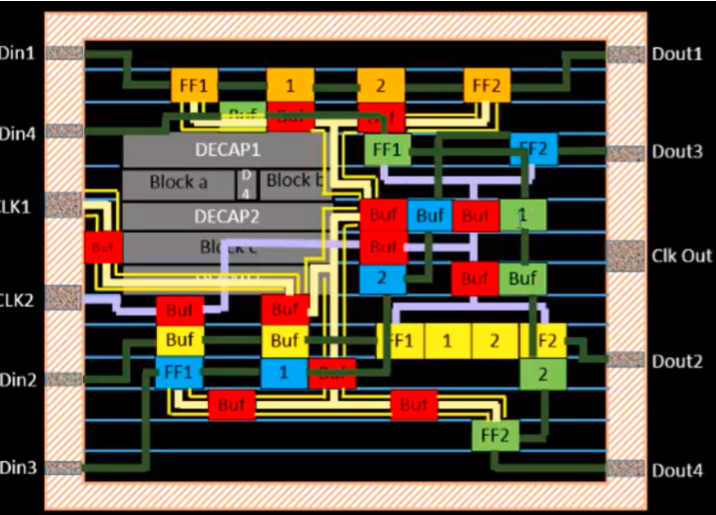 Din1
Dout1
FF1
1
2
FF2
Buf
Buf
Din4
FF1
FF2
Dout3
DECAP1
Block a
D
4
Block b
LK1
DECAP2
Buf
Buf
Buf
1
Buf
Block c
Buf
Clk Out
2
Buf
Buf
CLK2
Buf
Buf
Buf
Buf
FF1
1
2
F2
Dout2
Din2
FF1
1
Buf
2
Buf
Buf
FF2
Din3
Dout4